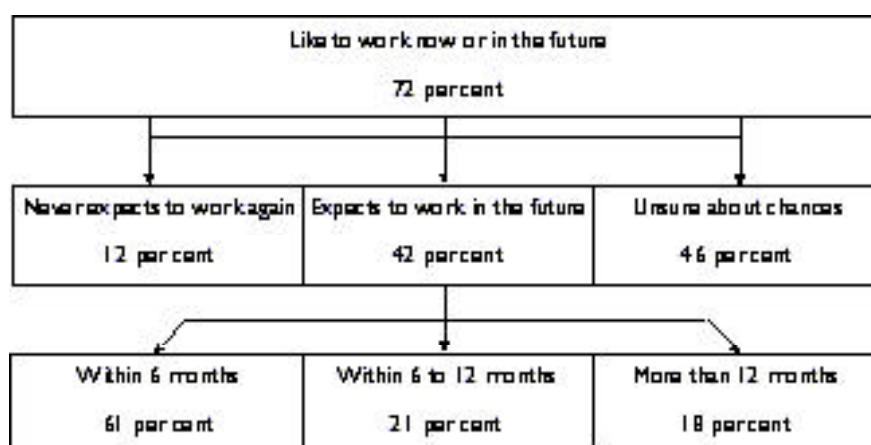 Like to work now or in the future
72 percent
Never expects to work again
12 percent
Expects to work in the future
42 percent
Unsure about chances
46 percent
Within 6 months
61 percent
Within 6 to 12 months
21 percent
More than 12 months
18 percent